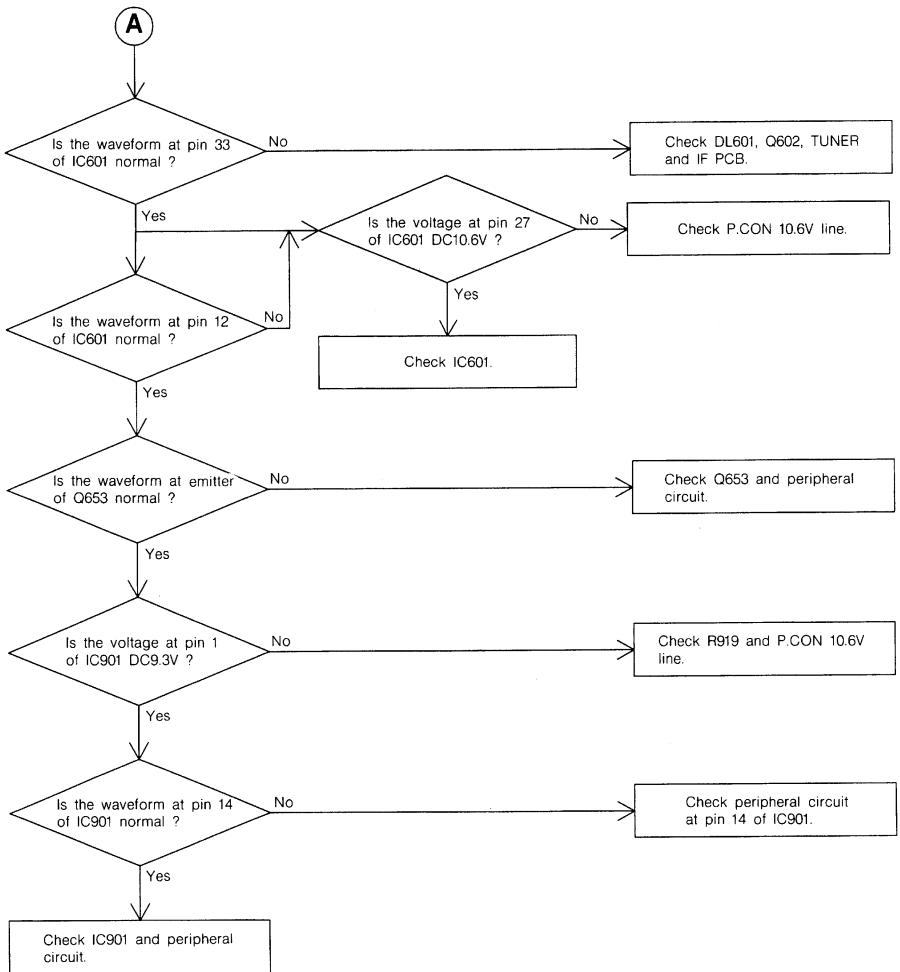 A
Is the waveform at pin 33
of IC601 normal ?
No
Check DL601, Q602, TUNER
and IF PCB.
Yes
Is the voltage at pin 27
of IC601 DC10.6V ?
No
Check P.CON 10.6V line.
Yes
Check IC601.
Is the waveform at pin 12
of IC601 normal ?
No
Yes
Is the waveform at emitter
of Q653 normal ?
No
Check Q653 and peripheral
circuit.
Yes
Is the voltage at pin 1
of IC901 DC9.3V ?
No
Check R919 and P.CON 10.6V
line.
Yes
Is the waveform at pin 14
of IC901 normal ?
No
Check peripheral circuit
at pin 14 of IC901.
Yes
Check IC901 and peripheral
circuit.